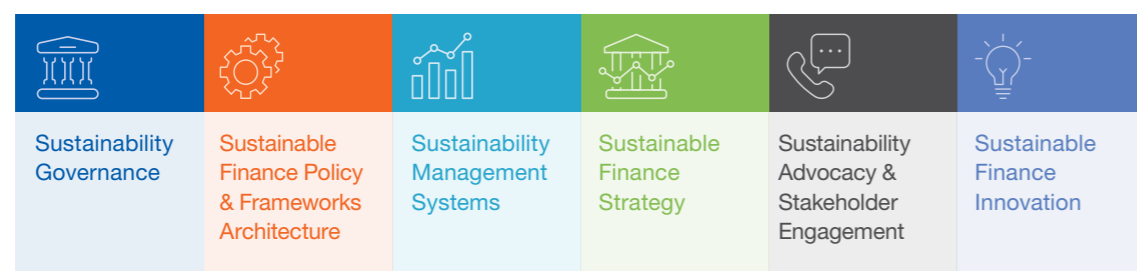 Sustainability
Governance
Sustainable
Finance Policy
& Frameworks
Architecture
Sustainability
Management
Systems
Sustainable
Finance
Strategy
Sustainability
Advocacy &
Stakeholder
Engagement
Sustainable
Finance
Innovation